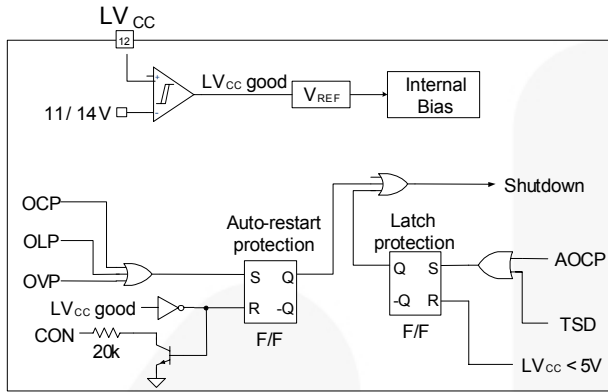 LVCC
12
LVCC good
11 / 14 V
VREF
Internal
Bias
Shutdown
OCP
OLP
OVP
Auto-restart
protection
Latch
protection
S Q
R -Q
F/F
Q S
-Q R
F/F
AOCP
TSD
LVCC good
CON
20k
LVCC < 5V